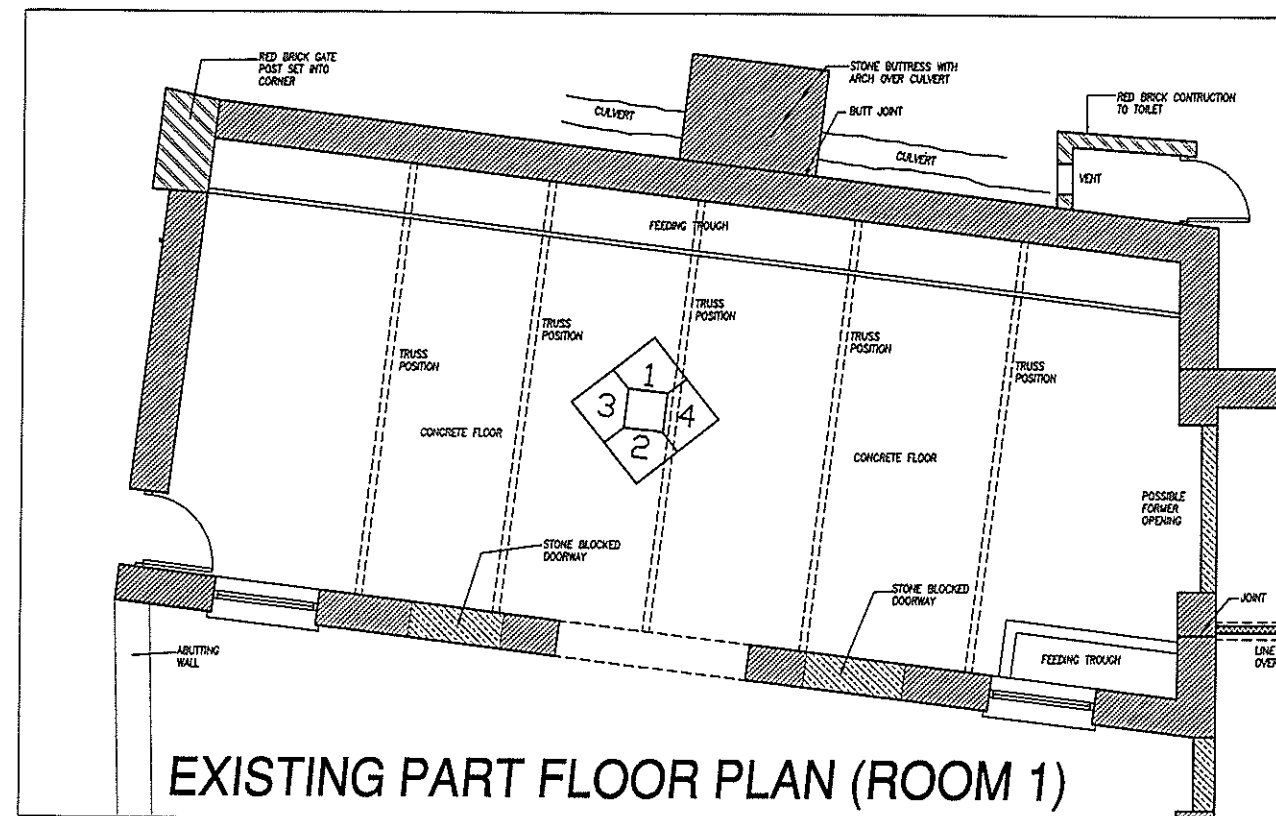 RED BRICK GATE
POST SET INTO
CORNER
STONE BUTTRESS WITH
ARCH OVER CULVERT
BUTT JOINT
RED BRICK CONTRUCTION
TO TOILET
CULVERT
CULVERT
VENT
FEEDING TROUGH
TRUSS
POSITION
TRUSS
POSITION
TRUSS
POSITION
TRUSS
POSITION
TRUSS
POSITION
1
3
4
2
CONCRETE FLOOR
CONCRETE FLOOR
POSSIBLE
FORMER
OPENING
STONE BLOCKED
DOORWAY
STONE BLOCKED
DOORWAY
JOINT
ABUTTING
WALL
FEEDING TROUGH
LINE
OVER
EXISTING PART FLOOR PLAN (ROOM 1)